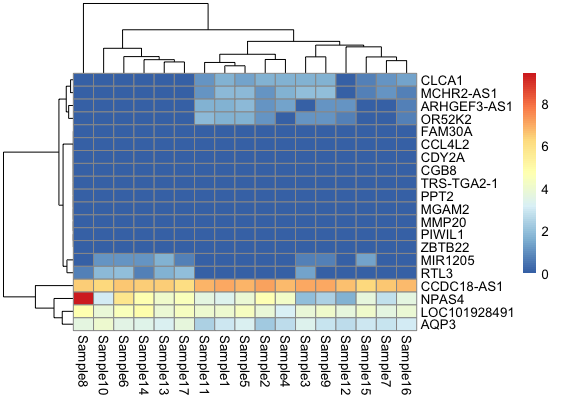 CLCA1
MCHR2-AS1
ARHGEF3-AS1
OR52K2
FAM30A
CCL4L2
CDY2A
CGB8
TRS-TGA2-1
PPT2
MGAM2
MMP20
PIWIL1
ZBTB22
MIR1205
RTL3
CCDC18-AS1
NPAS4
LOC101928491
AQP3
8
6
4
2
0
Sample8
Sample10
Sample6
Sample14
Sample13
Sample17
Sample11
Sample1
Sample5
Sample2
Sample4
Sample3
Sample9
Sample12
Sample15
Sample7
Sample16